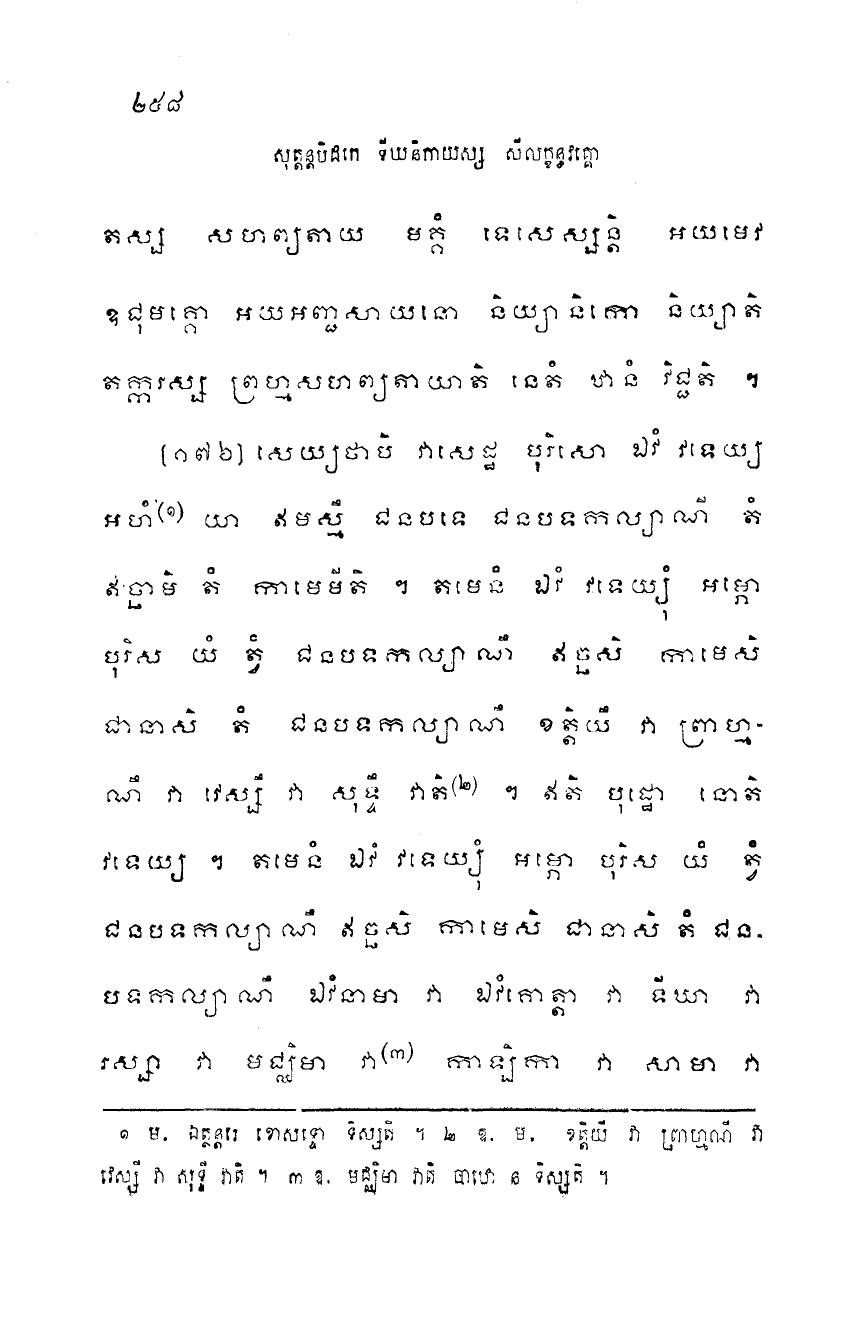 ២៥៨
សុត្តន្តបិដកេ ទីឃនិកាយស្ស សីលក្ខន្ធវគ្គោ
តស្ស សហព្យតាយ មគ្គំ ទេសេស្សន្តិ អយមេវ
ឧជុមគ្គោ អយអញ្ជសាយនោ និយ្យានិកោ និយ្យាតិ
តក្ករស្ស ព្រហ្មសហព្យតាយាតិ នេតំ ឋានំ វិជ្ជតិ ។
[១៧៦] សេយ្យថាបិ វាសេដ្ឋ បុរិសោ ឯវំ វទេយ្យ
អហំ(១) យា ឥមស្មឹ ជនបទេ ជនបទកល្យាណី តំ
ឥច្ឆាមិ តំ កាមេមីតិ ។ តមេនំ ឯវំ វទេយ្យុំ អម្ភោ
បុរិស យំ ត្វំ ជនបទកល្យាណឹ ឥច្ឆសិ កាមេសិ
ជានាសិ តំ ជនបទកល្យាណឹ ខត្តិយឹ វា ព្រាហ្ម-
ណឹ វា វេស្សឹ វា សុទ្ទឹ វាតិ(២) ។ ឥតិ បុដ្ឋោ នោតិ
វទេយ្យ ។ តមេនំ ឯវំ វទេយ្យុំ អម្ភោ បុរិស យំ ត្វំ
ជនបទកល្យាណឹ ឥច្ឆសិ កាមេសិ ជានាសិ តំ ជន-
បទកល្យាណឹ ឯវំនាមា វា ឯវំគោត្តា វា ទីឃា វា
រស្សា វា មជ្ឈិមា វា(៣) កាឡិកា វា សាមា វា
១ ម. ឯត្ថន្តរេ ខោសទ្ទោ ទិស្សតិ ។ ២ ឱ. ម. ខត្តិយី វា ព្រាហ្មណី វា
វេស្សី វា សុទ្ទី វាតិ ។ ៣ ឱ. មជ្ឈិមា វាតិ បាឋោ ន ទិស្សតិ ។